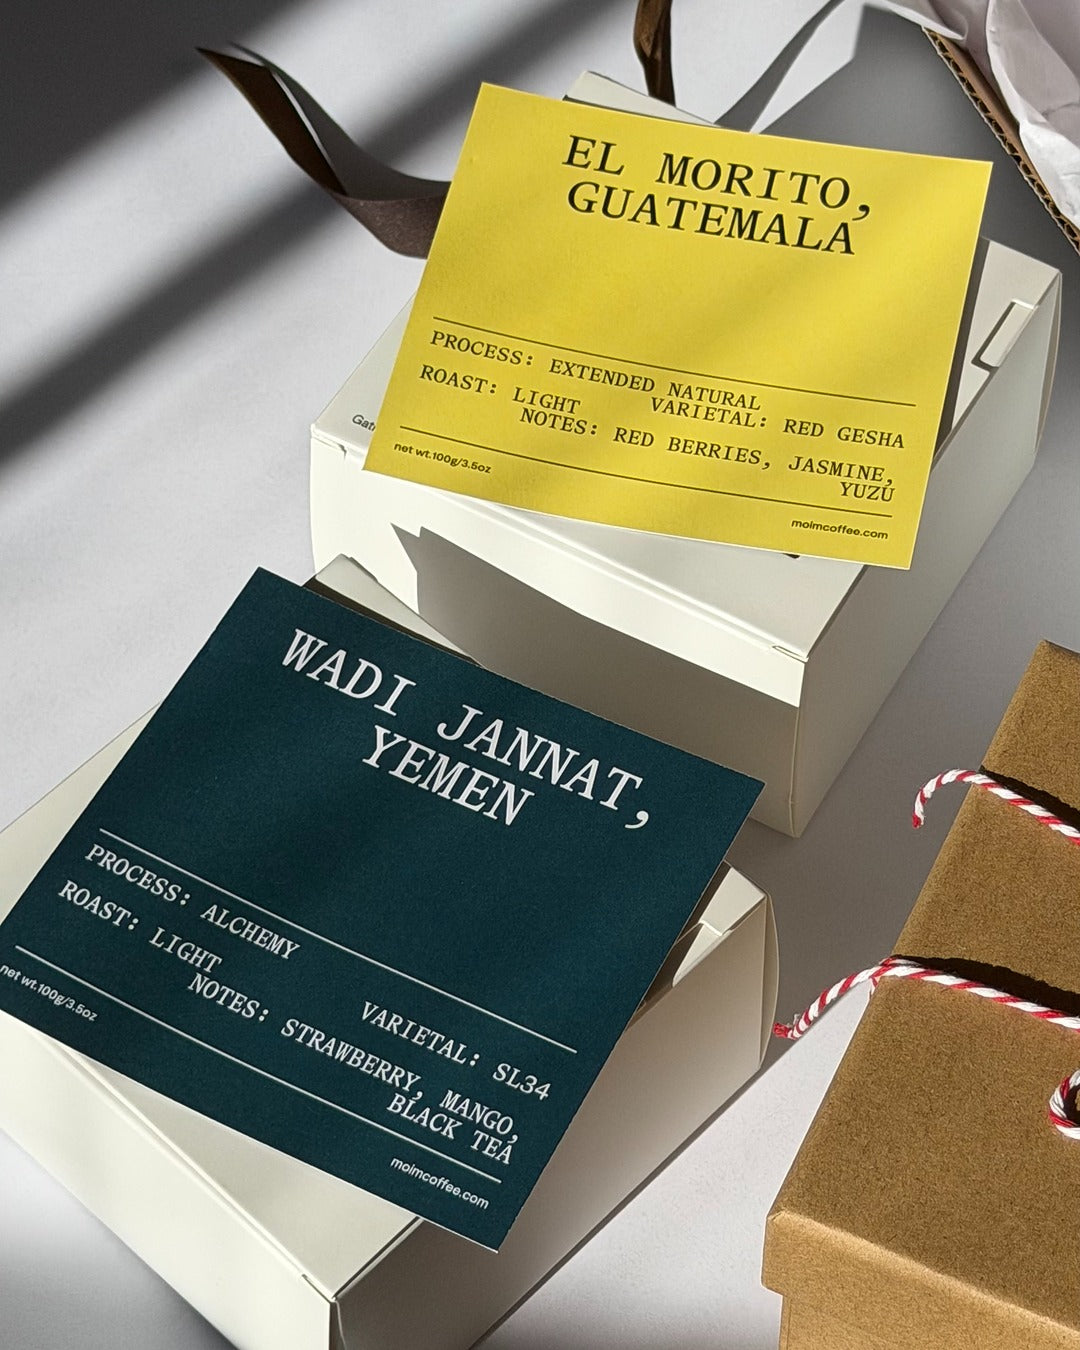 EL MORITO,
GUATEMALA
PROCESS: EXTENDED NATURAL
ROAST: LIGHT VARIETAL: RED GESHA
NOTES: RED BERRIES, JASMINE,
YUZU
net wt.100g/3.5oz
moimcoffee.com
WADI JANNAT,
YEMEN
PROCESS: ALCHEMY
ROAST: LIGHT VARIETAL: SL34
NOTES: STRAWBERRY, MANGO,
BLACK TEA
net wt.100g/3.5oz
moimcoffee.com